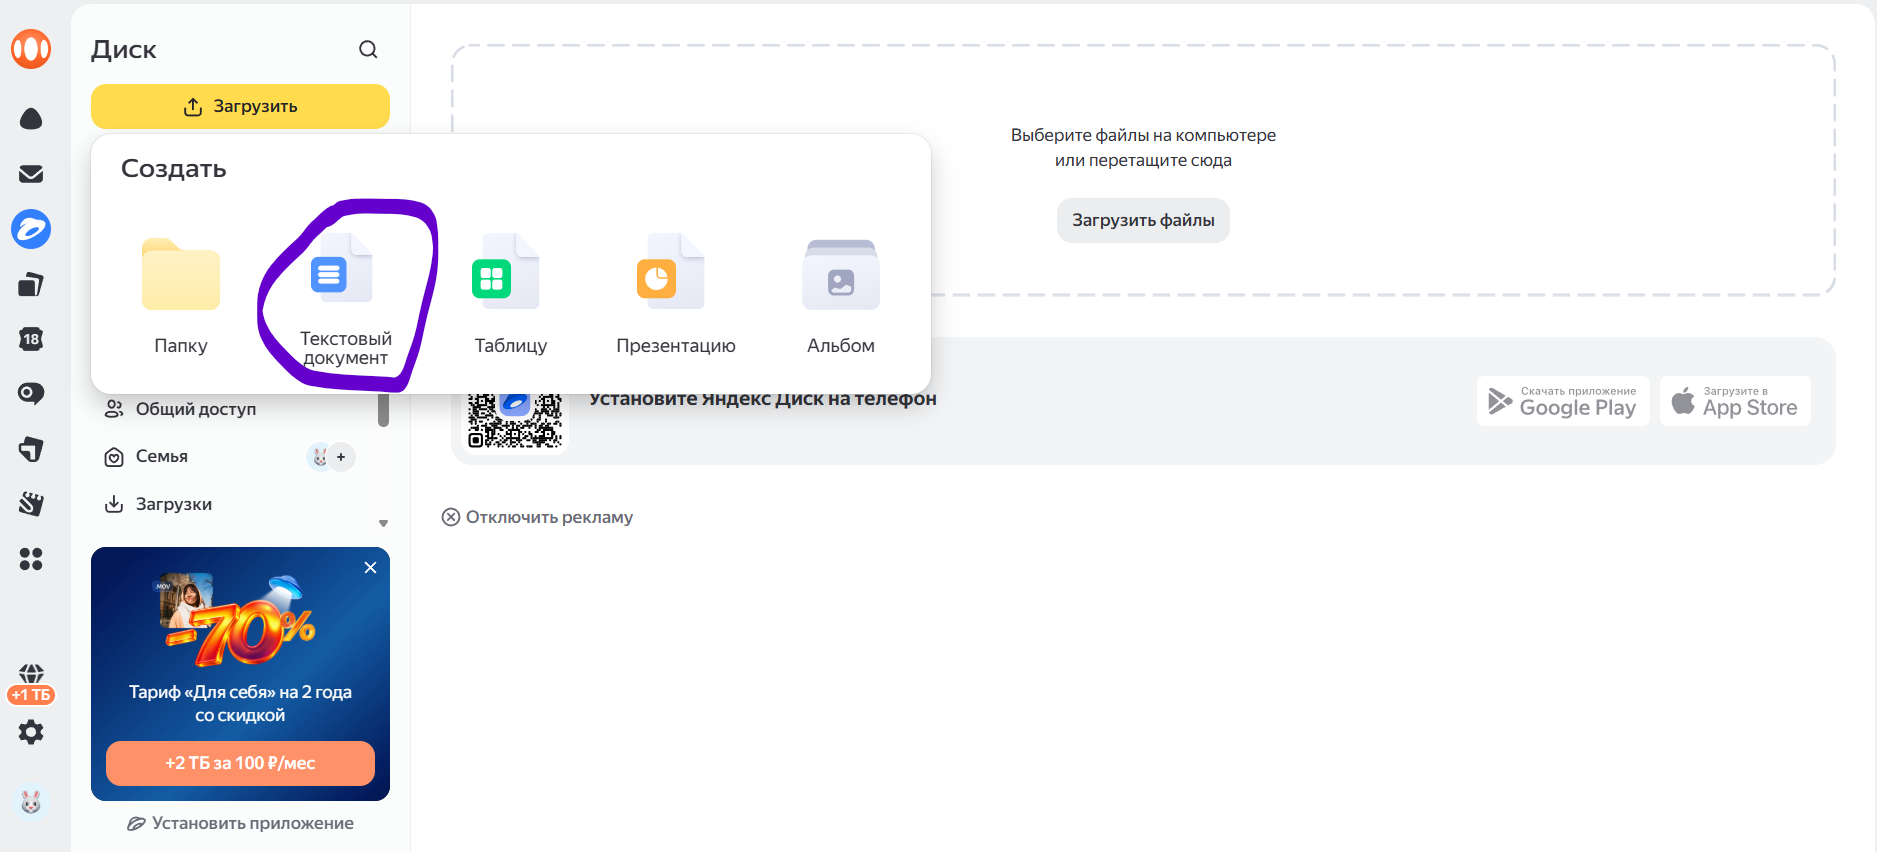 Диск
Загрузить
Создать
Папку
Текстовый
документ
Таблицу
Презентацию
Альбом
Общий доступ
Семья
+
Загрузки
.MOV
-70%
Тариф «Для себя» на 2 года
со скидкой
+2 ТБ за 100 ₽/мес
Установить приложение
18
+1 ТБ
Выберите файлы на компьютере
или перетащите сюда
Загрузить файлы
Установите Яндекс Диск на телефон
Скачать приложение
Google Play
Загрузите в
App Store
Отключить рекламу